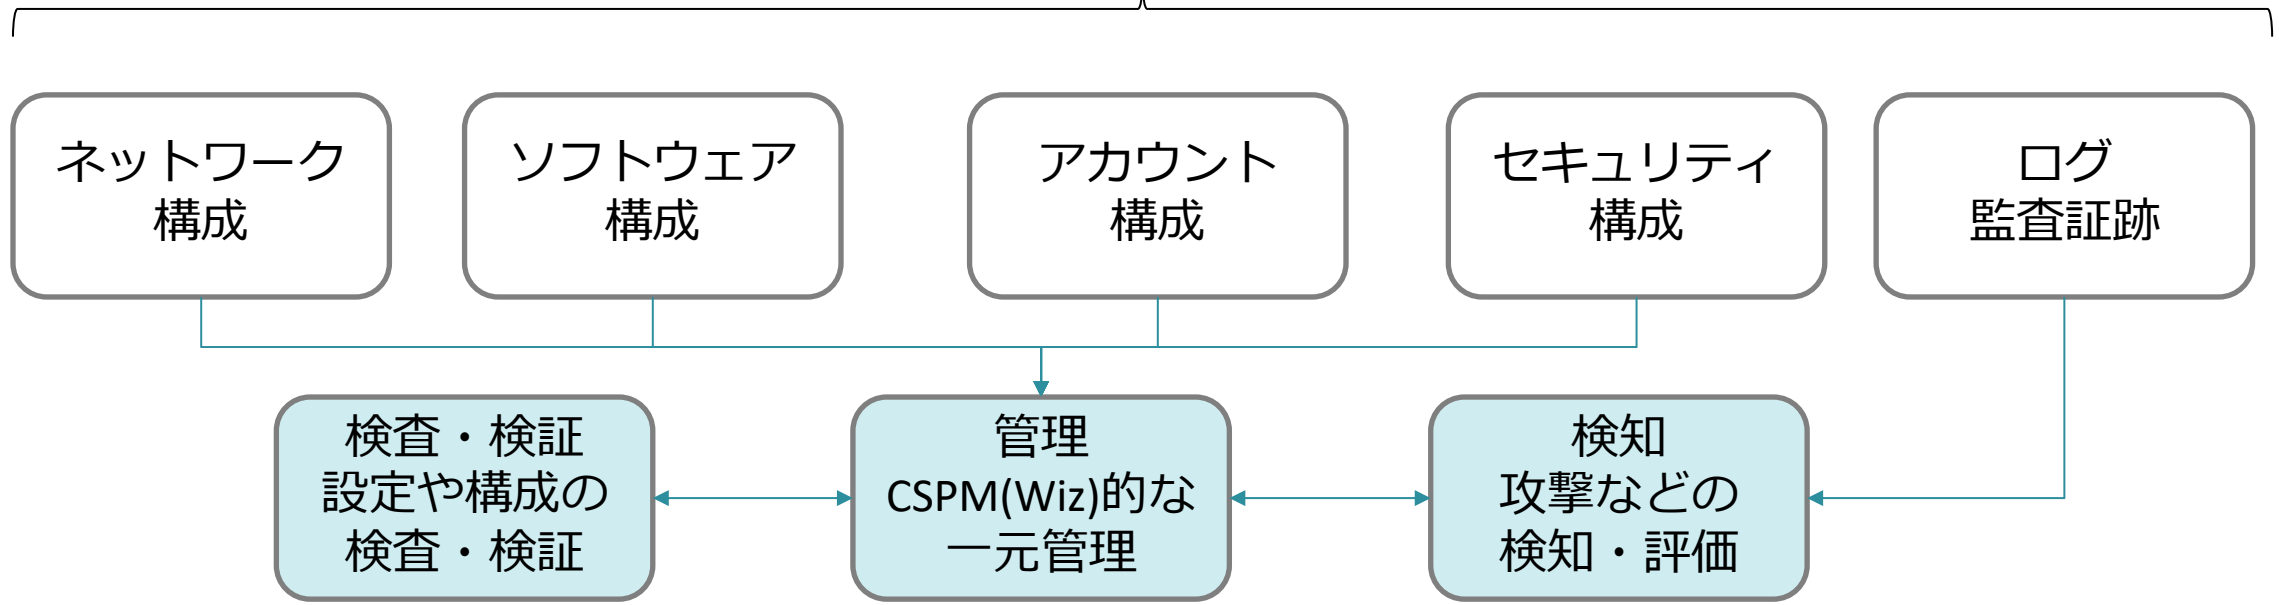 ネットワーク
構成
ソフトウェア
構成
アカウント
構成
セキュリティ
構成
ログ
監査証跡
検査・検証
設定や構成の
検査・検証
管理
CSPM(Wiz)的な
一元管理
検知
攻撃などの
検知・評価